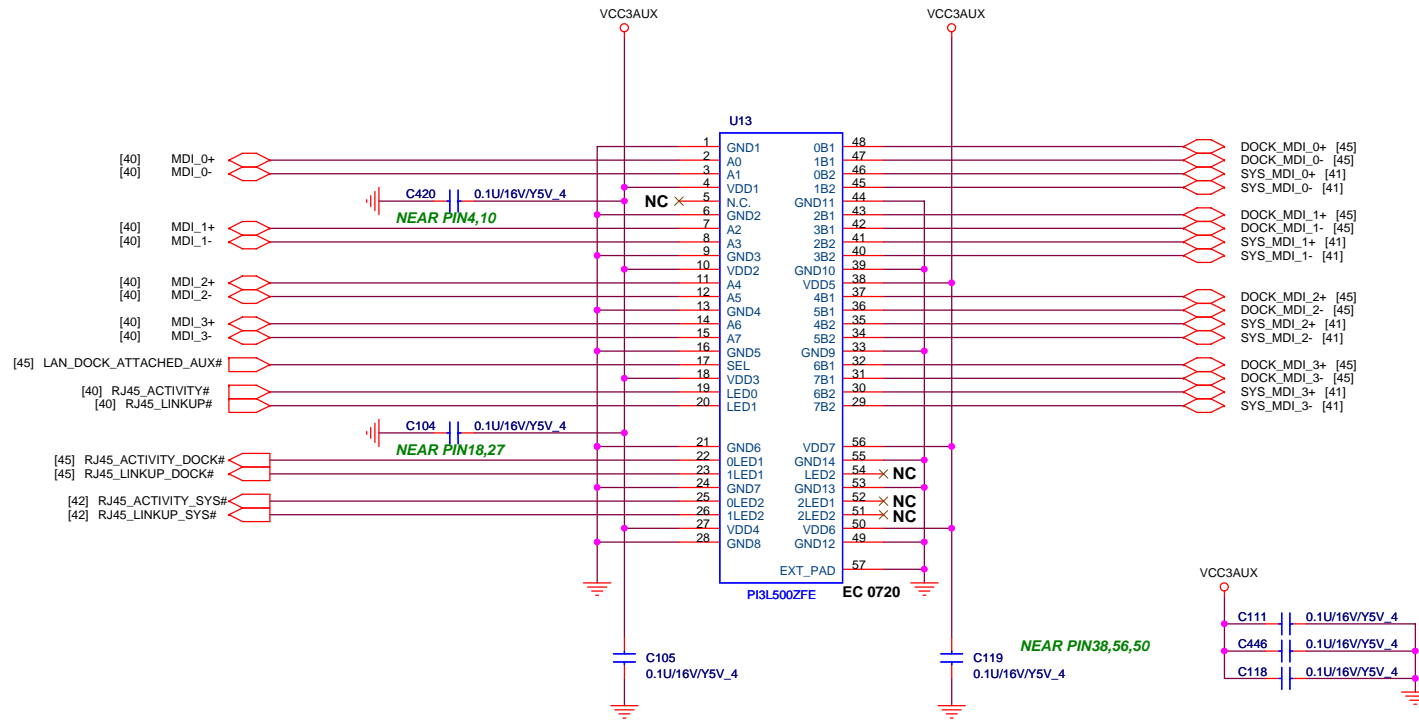 VCC3AUX VCC3AUX
U13
1 GND1 0B1 48 DOCK_MDI_0+ [45]
[40] MDI_0+ 2 A0 1B1 47 DOCK_MDI_0- [45]
[40] MDI_0- 3 A1 0B2 46 SYS_MDI_0+ [41]
4 VDD1 1B2 45 SYS_MDI_0- [41]
C420 0.1U/16V/Y5V_4 NC 5 N.C. GND11 44
NEAR PIN4,10 6 GND2 2B1 43 DOCK_MDI_1+ [45]
[40] MDI_1+ 7 A2 3B1 42 DOCK_MDI_1- [45]
[40] MDI_1- 8 A3 2B2 41 SYS_MDI_1+ [41]
9 GND3 3B2 40 SYS_MDI_1- [41]
10 VDD2 GND10 39
[40] MDI_2+ 11 A4 VDD5 38
[40] MDI_2- 12 A5 4B1 37 DOCK_MDI_2+ [45]
13 GND4 5B1 36 DOCK_MDI_2- [45]
[40] MDI_3+ 14 A6 4B2 35 SYS_MDI_2+ [41]
[40] MDI_3- 15 A7 5B2 34 SYS_MDI_2- [41]
16 GND5 GND9 33
[45] LAN_DOCK_ATTACHED_AUX# 17 SEL 6B1 32 DOCK_MDI_3+ [45]
18 VDD3 7B1 31 DOCK_MDI_3- [45]
[40] RJ45_ACTIVITY# 19 LED0 6B2 30 SYS_MDI_3+ [41]
[40] RJ45_LINKUP# 20 LED1 7B2 29 SYS_MDI_3- [41]
C104 0.1U/16V/Y5V_4
NEAR PIN18,27 21 GND6 VDD7 56
[45] RJ45_ACTIVITY_DOCK# 22 0LED1 GND14 55
[45] RJ45_LINKUP_DOCK# 23 1LED1 LED2 54 NC
24 GND7 GND13 53
[42] RJ45_ACTIVITY_SYS# 25 0LED2 2LED1 52 NC
[42] RJ45_LINKUP_SYS# 26 1LED2 2LED2 51 NC
27 VDD4 VDD6 50
28 GND8 GND12 49
EXT_PAD 57
PI3L500ZFE EC 0720
VCC3AUX
C111 0.1U/16V/Y5V_4
C446 0.1U/16V/Y5V_4
C118 0.1U/16V/Y5V_4
NEAR PIN38,56,50
C105 C119
0.1U/16V/Y5V_4 0.1U/16V/Y5V_4